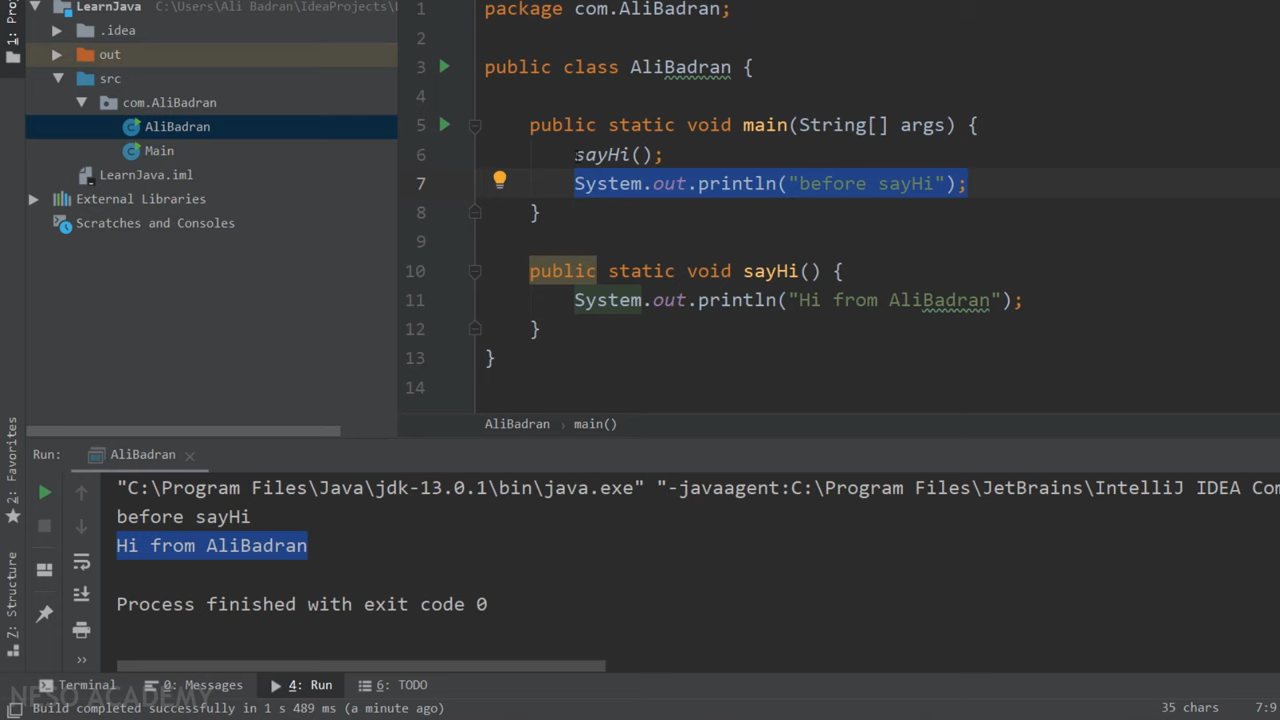 LearnJava C:\Users\Ali Badran\IdeaProjects\
.idea
out
src
com.AliBadran
AliBadran
Main
LearnJava.iml
External Libraries
Scratches and Consoles
1 package com.AliBadran;
2
3 public class AliBadran {
4
5 public static void main(String[] args) {
6 sayHi();
7 System.out.println("before sayHi");
8 }
9
10 public static void sayHi() {
11 System.out.println("Hi from AliBadran");
12 }
13 }
14
AliBadran › main()
2: Favorites
Z: Structure
Run: AliBadran
"C:\Program Files\Java\jdk-13.0.1\bin\java.exe" "-javaagent:C:\Program Files\JetBrains\IntelliJ IDEA Com
before sayHi
Hi from AliBadran
Process finished with exit code 0
Terminal 0: Messages 4: Run 6: TODO
NESO ACADEMY
Build completed successfully in 1 s 489 ms (a minute ago) 35 chars 7:9